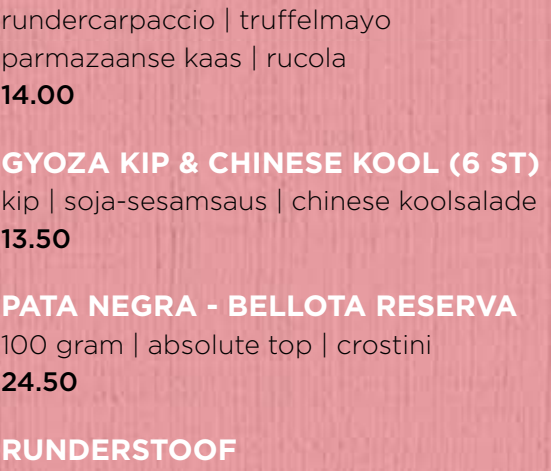 rundercarpaccio | truffelmayo
parmazaanse kaas | rucola
14.00
GYOZA KIP & CHINESE KOOL (6 ST)
kip | soja-sesamsaus | chinese koolsalade
13.50
PATA NEGRA - BELLOTA RESERVA
100 gram | absolute top | crostini
24.50
RUNDERSTOOF